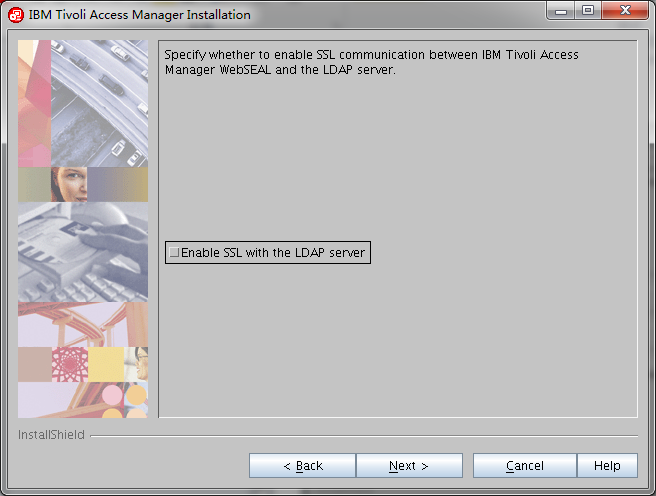 IBM Tivoli Access Manager Installation
Specify whether to enable SSL communication between IBM Tivoli Access
Manager WebSEAL and the LDAP server.
Enable SSL with the LDAP server
InstallShield
< Back Next > Cancel Help